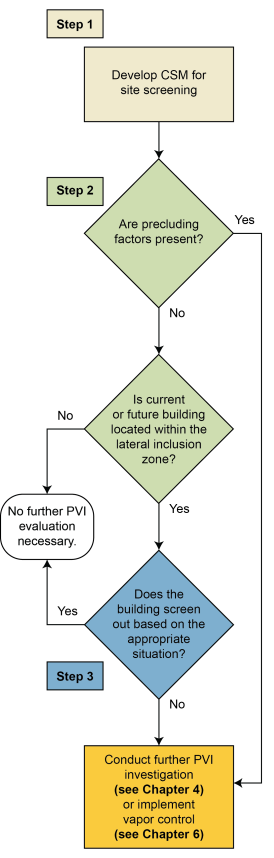 Step 1
Develop CSM for
site screening
Step 2
Are precluding
factors present?
Yes
No
Is current
or future building
located within the
lateral inclusion
zone?
No
Yes
No further PVI
evaluation
necessary.
Does the
building screen
out based on the
appropriate
situation?
Yes
Step 3
No
Conduct further PVI
investigation
(see Chapter 4)
or implement
vapor control
(see Chapter 6)